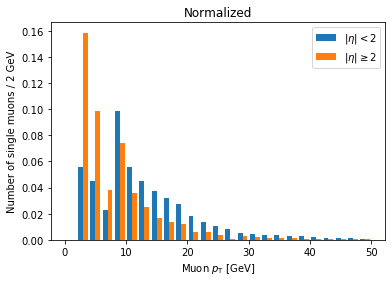 Normalized
0.16
0.14
0.12
0.10
0.08
0.06
0.04
0.02
0.00
Number of single muons / 2 GeV
|η| < 2
|η| ≥ 2
0 10 20 30 40 50
Muon pT [GeV]